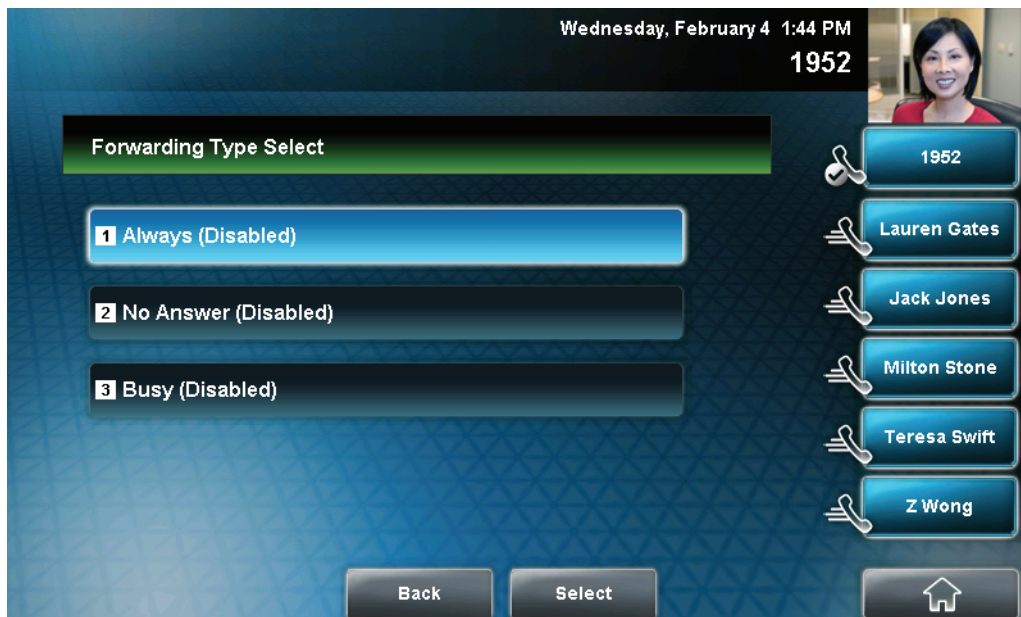 Wednesday, February 4 1:44 PM
1952
Forwarding Type Select
1 Always (Disabled)
2 No Answer (Disabled)
3 Busy (Disabled)
1952
Lauren Gates
Jack Jones
Milton Stone
Teresa Swift
Z Wong
Back
Select